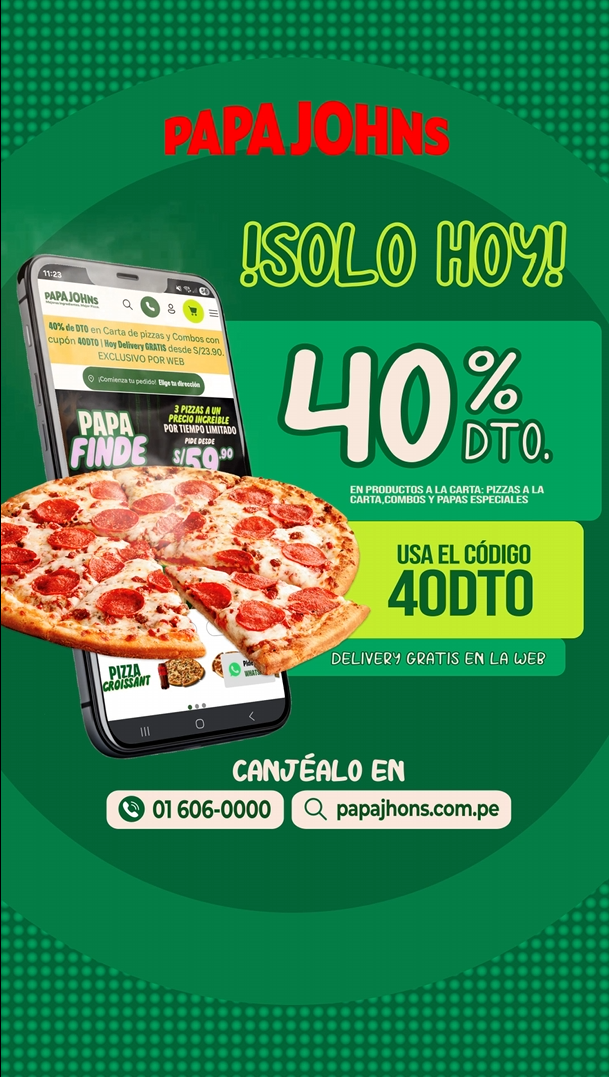 PAPA JOHNS
!SOLO HOY!
11:23
PAPA JOHNS
40% de DTO en Carta de pizzas y Combos con
cupón 40DTO | Hoy Delivery GRATIS desde S/23.90.
EXCLUSIVO POR WEB
¡Comienza tu pedido! Elige tu dirección
PAPA
FINDE
3 PIZZAS A UN
PRECIO INCREÍBLE
POR TIEMPO LIMITADO
PIDE DESDE
S/59.90
40% DTO.
EN PRODUCTOS A LA CARTA: PIZZAS A LA
CARTA,COMBOS Y PAPAS ESPECIALES
USA EL CÓDIGO
40DTO
DELIVERY GRATIS EN LA WEB
PIZZA
CROISSANT
CANJÉALO EN
01 606-0000
papajhons.com.pe